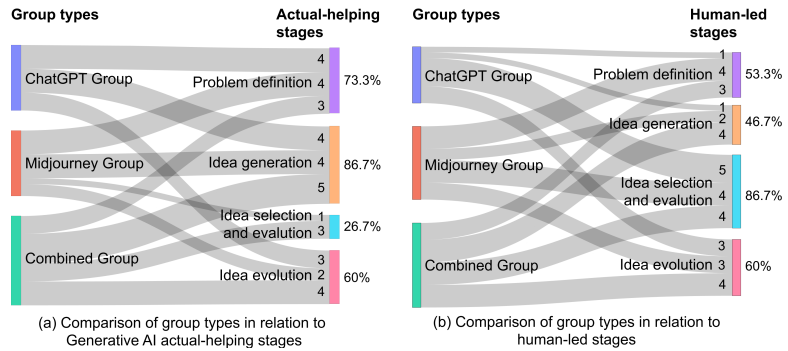 Group types
Actual-helping
stages
ChatGPT Group
Midjourney Group
Combined Group
4
Problem definition 4
3
73.3%
4
Idea generation 4
5
86.7%
Idea selection 1
and evalution 3
26.7%
3
Idea evolution 2
4
60%
(a) Comparison of group types in relation to
Generative AI actual-helping stages
Group types
Human-led
stages
ChatGPT Group
Midjourney Group
Combined Group
1
Problem definition 4
3
53.3%
1
Idea generation 2
4
46.7%
5
Idea selection
and evalution 4
4
86.7%
3
Idea evolution 3
4
60%
(b) Comparison of group types in relation to
human-led stages